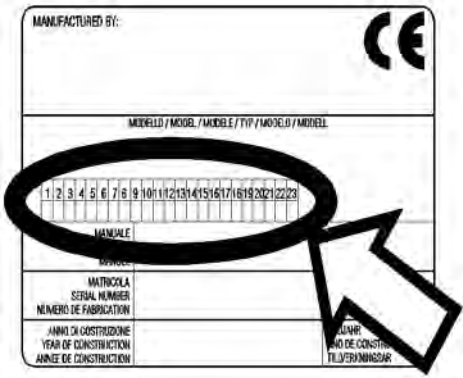 MANUFACTURED BY:
CE
MODELLO / MODEL / MODELE / TYP / MODELO / MODELL
1 2 3 4 5 6 7 8 9 10 11 12 13 14 15 16 17 18 19 20 21 22 23
MANUALE
MATRICOLA
SERIAL NUMBER
NUMERO DE FABRICATION
ANNO DI COSTRUZIONE
YEAR OF CONSTRUCTION
ANNEE DE CONSTRUCTION
TILLVERKNINGSAR